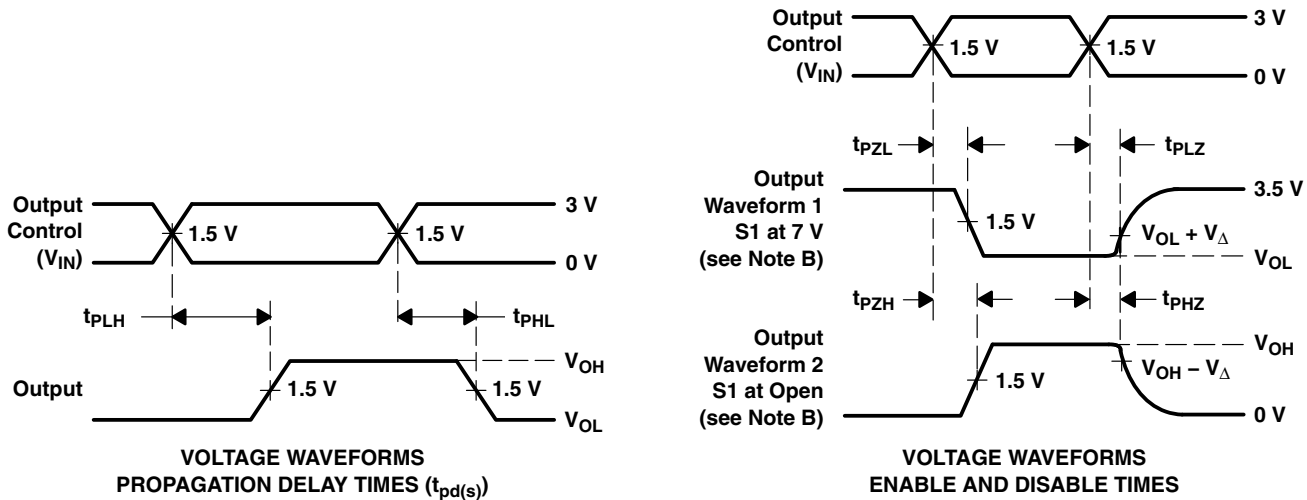 Output
Control
(VIN)
3 V
1.5 V
1.5 V
0 V
tPLH
tPHL
Output
VOH
1.5 V
1.5 V
VOL
VOLTAGE WAVEFORMS
PROPAGATION DELAY TIMES (tpd(s))
Output
Control
(VIN)
3 V
1.5 V
1.5 V
0 V
tPZL
tPLZ
Output
Waveform 1
S1 at 7 V
(see Note B)
3.5 V
1.5 V
VOL + VΔ
VOL
tPZH
tPHZ
Output
Waveform 2
S1 at Open
(see Note B)
VOH
1.5 V
VOH − VΔ
0 V
VOLTAGE WAVEFORMS
ENABLE AND DISABLE TIMES